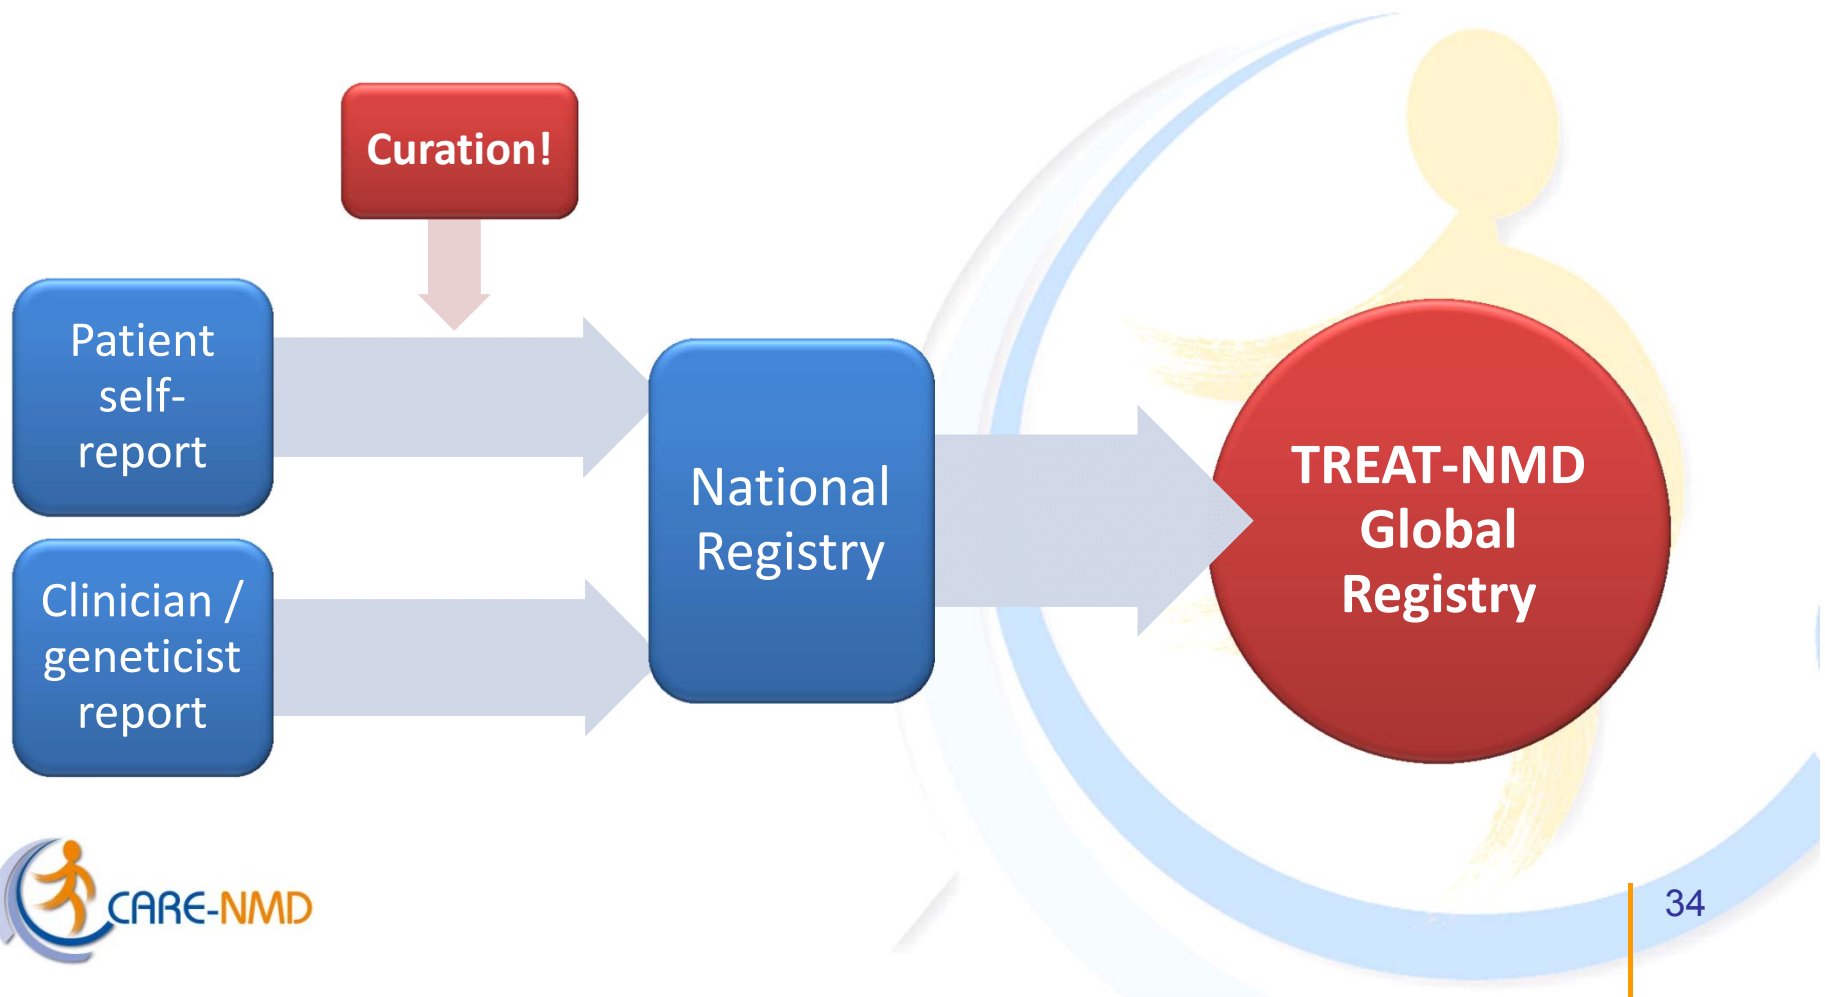 Curation!
Patient
self-
report
Clinician /
geneticist
report
National
Registry
TREAT-NMD
Global
Registry
CARE-NMD
34